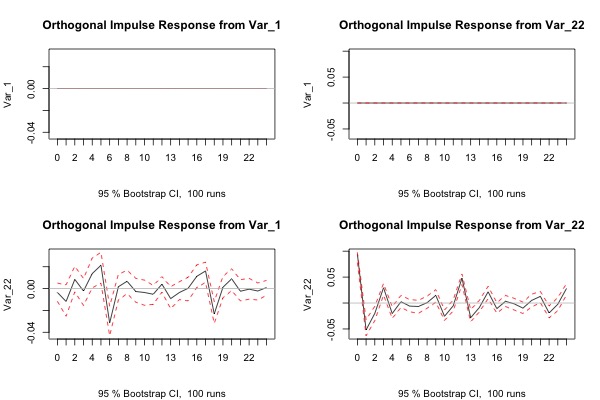 Orthogonal Impulse Response from Var_1
Var_1
0.00
-0.04
0 2 4 6 8 10 13 16 19 22
95 % Bootstrap CI, 100 runs
Orthogonal Impulse Response from Var_22
Var_1
0.05
-0.05
0 2 4 6 8 10 13 16 19 22
95 % Bootstrap CI, 100 runs
Orthogonal Impulse Response from Var_1
Var_22
0.00
-0.04
0 2 4 6 8 10 13 16 19 22
95 % Bootstrap CI, 100 runs
Orthogonal Impulse Response from Var_22
Var_22
0.05
-0.05
0 2 4 6 8 10 13 16 19 22
95 % Bootstrap CI, 100 runs